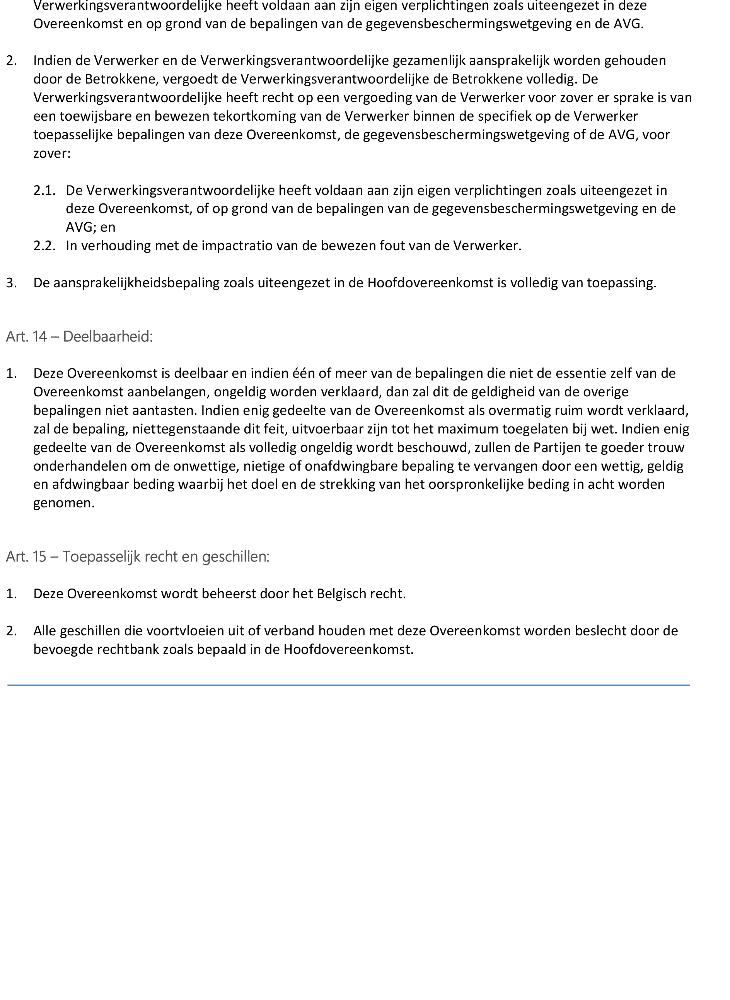 Verwerkingsverantwoordelijke heeft voldaan aan zijn eigen verplichtingen zoals uiteengezet in deze
Overeenkomst en op grond van de bepalingen van de gegevensbeschermingswetgeving en de AVG.
2. Indien de Verwerker en de Verwerkingsverantwoordelijke gezamenlijk aansprakelijk worden gehouden
door de Betrokkene, vergoedt de Verwerkingsverantwoordelijke de Betrokkene volledig. De
Verwerkingsverantwoordelijke heeft recht op een vergoeding van de Verwerker voor zover er sprake is van
een toewijsbare en bewezen tekortkoming van de Verwerker binnen de specifiek op de Verwerker
toepasselijke bepalingen van deze Overeenkomst, de gegevensbeschermingswetgeving of de AVG, voor
zover:
2.1. De Verwerkingsverantwoordelijke heeft voldaan aan zijn eigen verplichtingen zoals uiteengezet in
deze Overeenkomst, of op grond van de bepalingen van de gegevensbeschermingswetgeving en de
AVG; en
2.2. In verhouding met de impactratio van de bewezen fout van de Verwerker.
3. De aansprakelijkheidsbepaling zoals uiteengezet in de Hoofdovereenkomst is volledig van toepassing.
Art. 14 – Deelbaarheid:
1. Deze Overeenkomst is deelbaar en indien één of meer van de bepalingen die niet de essentie zelf van de
Overeenkomst aanbelangen, ongeldig worden verklaard, dan zal dit de geldigheid van de overige
bepalingen niet aantasten. Indien enig gedeelte van de Overeenkomst als overmatig ruim wordt verklaard,
zal de bepaling, niettegenstaande dit feit, uitvoerbaar zijn tot het maximum toegelaten bij wet. Indien enig
gedeelte van de Overeenkomst als volledig ongeldig wordt beschouwd, zullen de Partijen te goeder trouw
onderhandelen om de onwettige, nietige of onafdwingbare bepaling te vervangen door een wettig, geldig
en afdwingbaar beding waarbij het doel en de strekking van het oorspronkelijke beding in acht worden
genomen.
Art. 15 – Toepasselijk recht en geschillen:
1. Deze Overeenkomst wordt beheerst door het Belgisch recht.
2. Alle geschillen die voortvloeien uit of verband houden met deze Overeenkomst worden beslecht door de
bevoegde rechtbank zoals bepaald in de Hoofdovereenkomst.